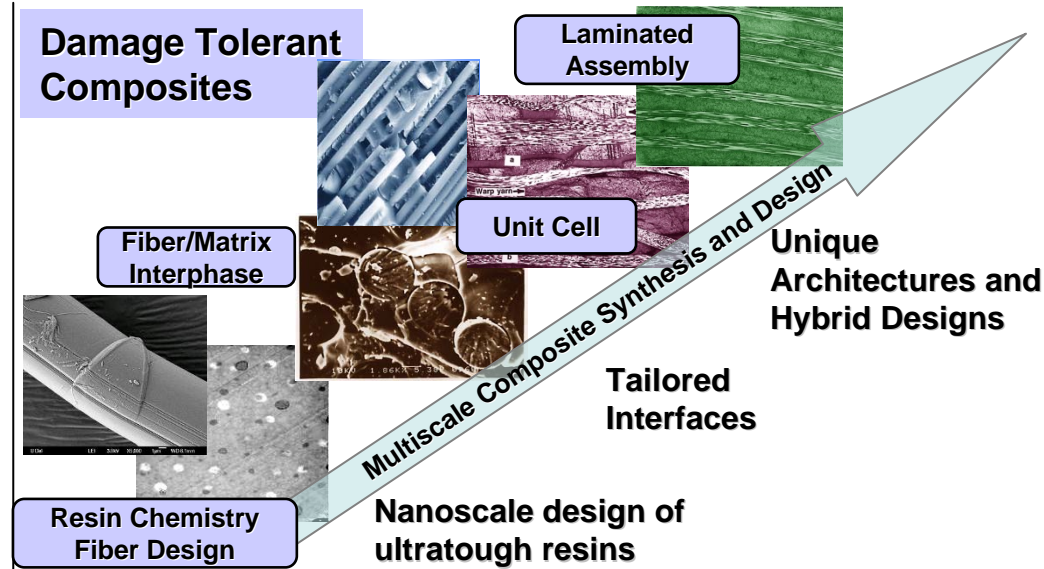 Damage Tolerant
Composites
Laminated
Assembly
a
Warp yarn
Unit Cell
b
Fiber/Matrix
Interphase
Multiscale Composite Synthesis and Design
Unique
Architectures and
Hybrid Designs
Tailored
Interfaces
Resin Chemistry
Fiber Design
Nanoscale design of
ultratough resins